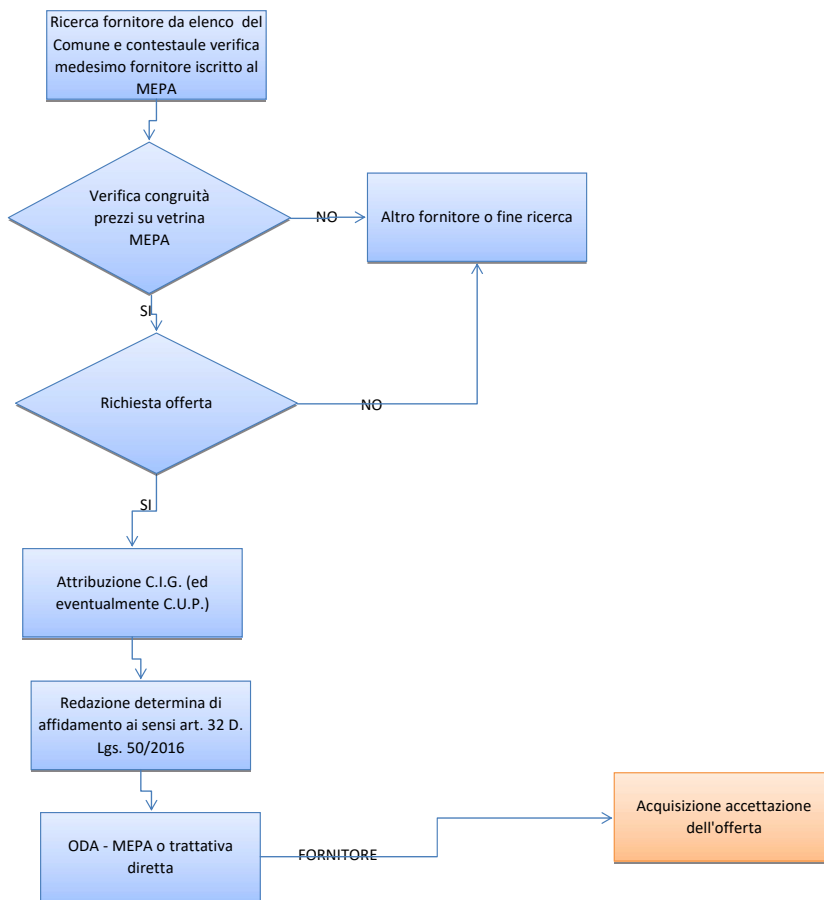 Ricerca fornitore da elenco del
Comune e contestaule verifica
medesimo fornitore iscritto al
MEPA
Verifica congruità
prezzi su vetrina
MEPA
NO
Altro fornitore o fine ricerca
SI
Richiesta offerta
NO
SI
Attribuzione C.I.G. (ed
eventualmente C.U.P.)
Redazione determina di
affidamento ai sensi art. 32 D.
Lgs. 50/2016
ODA - MEPA o trattativa
diretta
FORNITORE
Acquisizione accettazione
dell'offerta